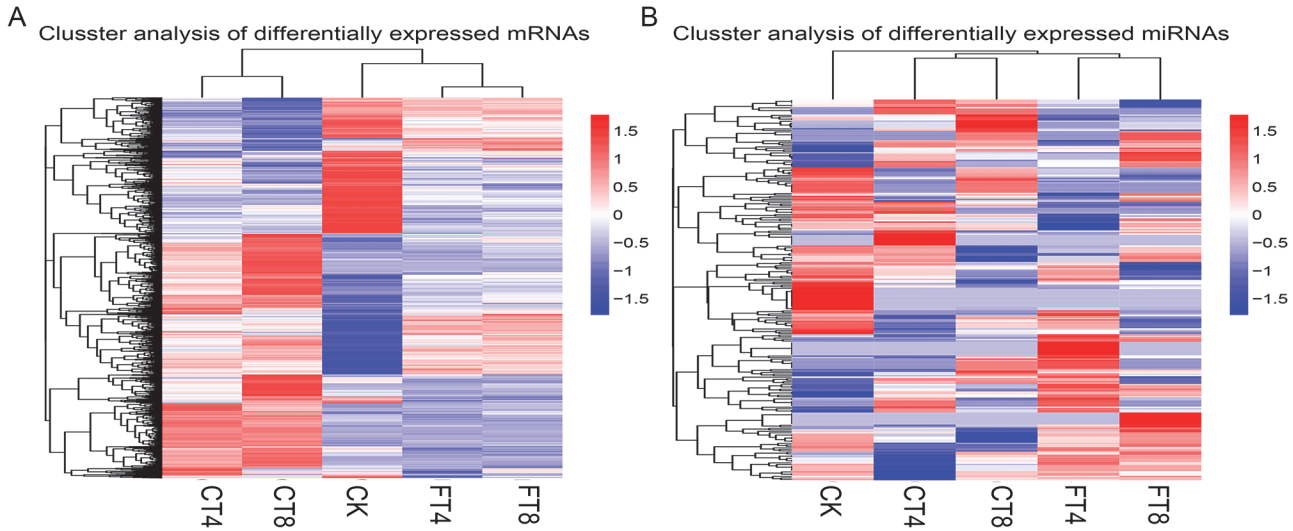 A
Clusster analysis of differentially expressed mRNAs
1.5
1
0.5
0
−0.5
−1
−1.5
CT4
CT8
CK
FT4
FT8
B
Clusster analysis of differentially expressed miRNAs
1.5
1
0.5
0
−0.5
−1
−1.5
CK
CT4
CT8
FT4
FT8